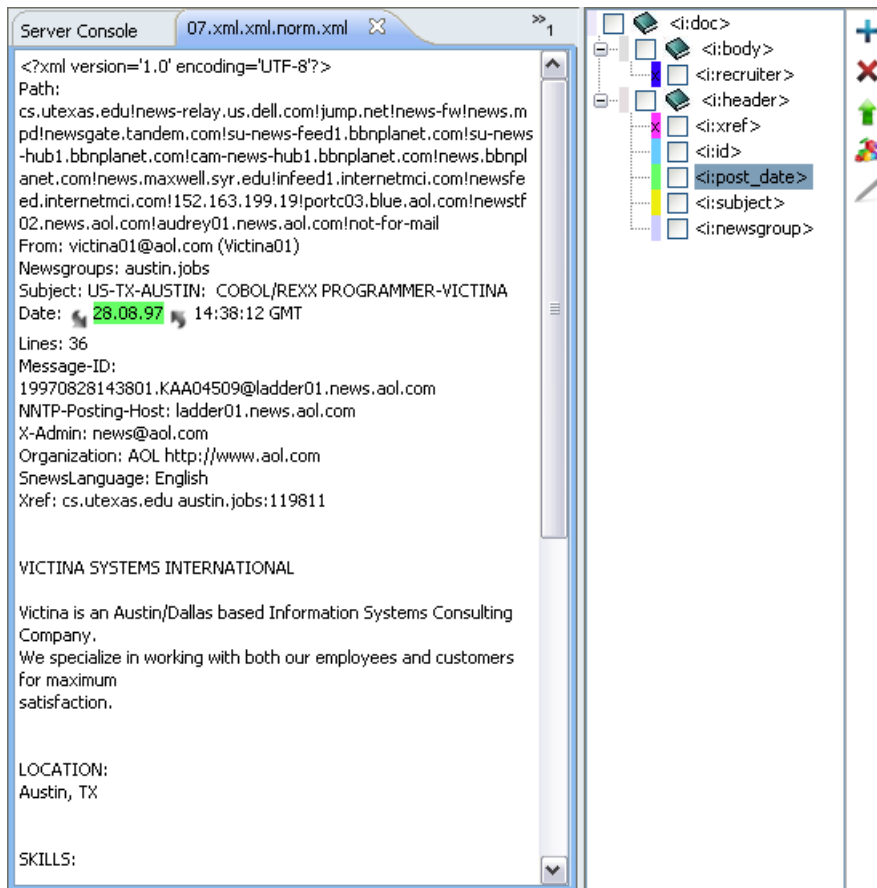 Server Console
07.xml.xml.norm.xml
»1
<?xml version='1.0' encoding='UTF-8'?>
Path:
cs.utexas.edu!news-relay.us.dell.com!jump.net!news-fw!news.m
pd!newsgate.tandem.com!su-news-feed1.bbnplanet.com!su-news
-hub1.bbnplanet.com!cam-news-hub1.bbnplanet.com!news.bbnpl
anet.com!news.maxwell.syr.edu!infeed1.internetmci.com!newsfe
ed.internetmci.com!152.163.199.19!portc03.blue.aol.com!newstf
02.news.aol.com!audrey01.news.aol.com!not-for-mail
From: victina01@aol.com (Victina01)
Newsgroups: austin.jobs
Subject: US-TX-AUSTIN:  COBOL/REXX PROGRAMMER-VICTINA
Date: 28.08.97 14:38:12 GMT
Lines: 36
Message-ID:
19970828143801.KAA04509@ladder01.news.aol.com
NNTP-Posting-Host: ladder01.news.aol.com
X-Admin: news@aol.com
Organization: AOL http://www.aol.com
SnewsLanguage: English
Xref: cs.utexas.edu austin.jobs:119811
VICTINA SYSTEMS INTERNATIONAL
Victina is an Austin/Dallas based Information Systems Consulting
Company.
We specialize in working with both our employees and customers
for maximum
satisfaction.
LOCATION:
Austin, TX
SKILLS:
<i:doc>
<i:body>
x <i:recruiter>
<i:header>
x <i:xref>
<i:id>
<i:post_date>
<i:subject>
<i:newsgroup>